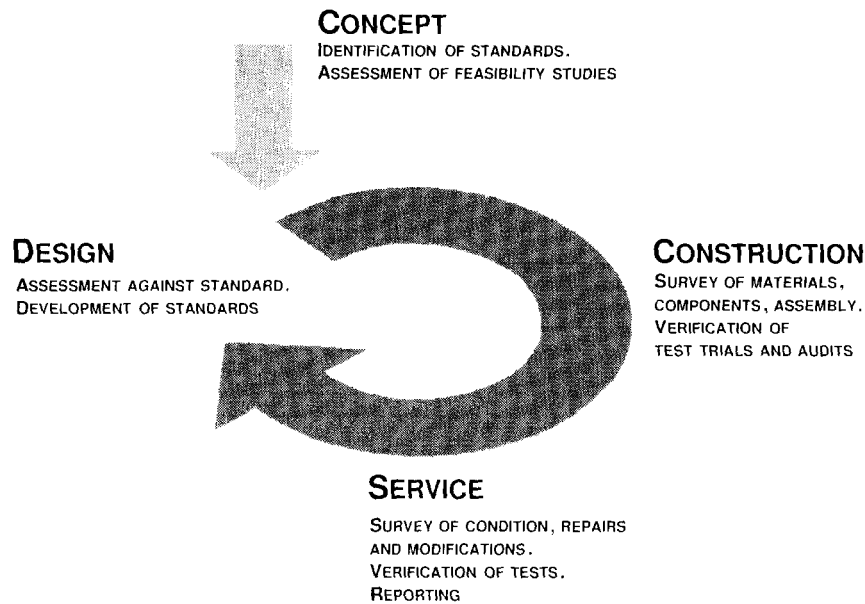 CONCEPT
IDENTIFICATION OF STANDARDS.
ASSESSMENT OF FEASIBILITY STUDIES
DESIGN
ASSESSMENT AGAINST STANDARD.
DEVELOPMENT OF STANDARDS
CONSTRUCTION
SURVEY OF MATERIALS,
COMPONENTS, ASSEMBLY.
VERIFICATION OF
TEST TRIALS AND AUDITS
SERVICE
SURVEY OF CONDITION, REPAIRS
AND MODIFICATIONS.
VERIFICATION OF TESTS.
REPORTING